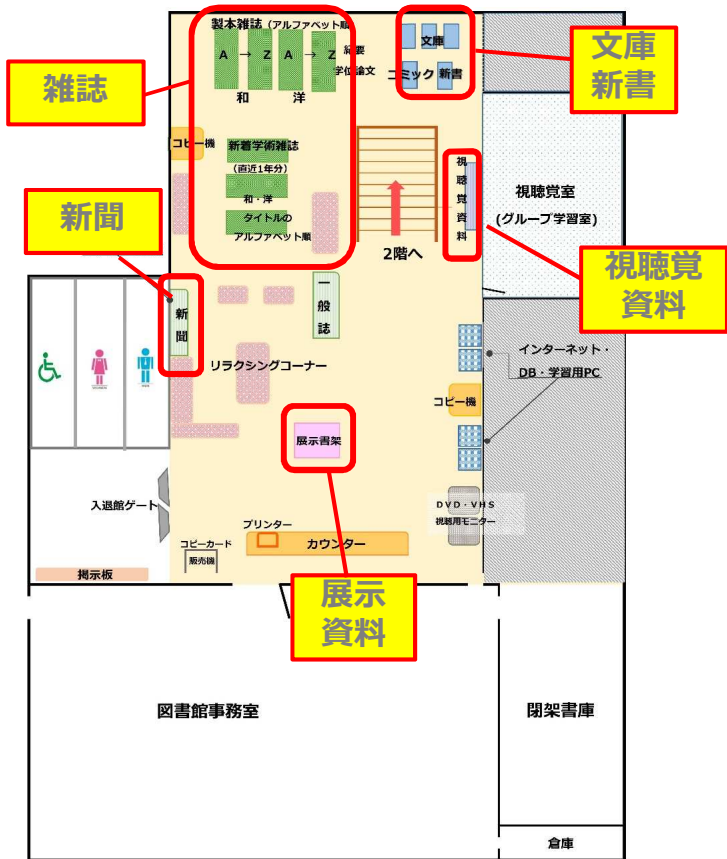 製本雑誌(アルファベット順)
A → Z A → Z
紀要
学位論文
和 洋
文庫
コミック 新書
文庫
新書
雑誌
コピー機
新着学術雑誌
(直近1年分)
和・洋
タイトルの
アルファベット順
視聴覚資料
視聴覚室
(グループ学習室)
2階へ
新聞
視聴覚
資料
新聞
一般誌
リラクシングコーナー
インターネット・
DB・学習用PC
コピー機
展示書架
入退館ゲート
DVD・VHS
視聴用モニター
プリンター
カウンター
コピーカード
販売機
掲示板
展示
資料
図書館事務室
閉架書庫
倉庫